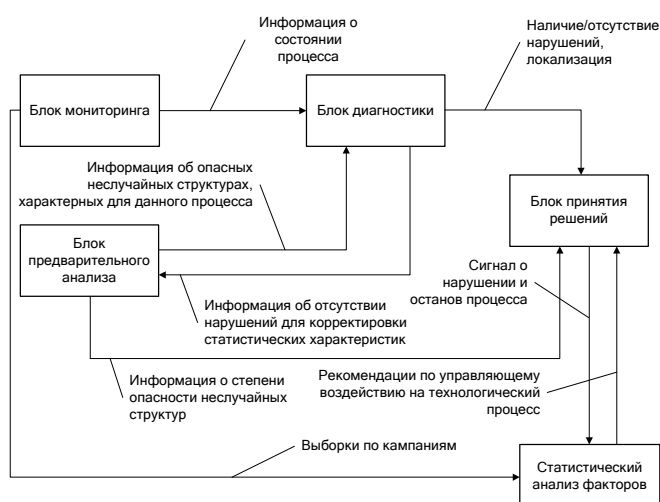 Информация о
состоянии
процесса
Наличие/отсутствие
нарушений,
локализация
Блок мониторинга
Блок диагностики
Информация об опасных
неслучайных структурах,
характерных для данного процесса
Блок принятия
решений
Блок
предварительного
анализа
Сигнал о
нарушении и
останов процесса
Информация об отсутствии
нарушений для корректировки
статистических характеристик
Информация о степени
опасности неслучайных
структур
Рекомендации по управляющему
воздействию на технологический
процесс
Выборки по кампаниям
Статистический
анализ факторов